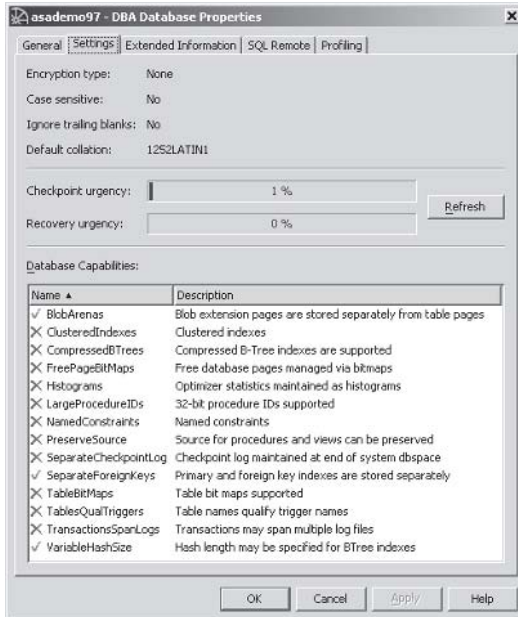 asademo97 - DBA Database Properties
General Settings Extended Information SQL Remote Profiling
Encryption type: None
Case sensitive: No
Ignore trailing blanks: No
Default collation: 1252LATIN1
Checkpoint urgency: 1 %
Refresh
Recovery urgency: 0 %
Database Capabilities:
Name Description
BlobArenas Blob extension pages are stored separately from table pages
ClusteredIndexes Clustered indexes
CompressedBTrees Compressed B-Tree indexes are supported
FreePageBitMaps Free database pages managed via bitmaps
Histograms Optimizer statistics maintained as histograms
LargeProcedureIDs 32-bit procedure IDs supported
NamedConstraints Named constraints
PreserveSource Source for procedures and views can be preserved
SeparateCheckpointLog Checkpoint log maintained at end of system dbspace
SeparateForeignKeys Primary and foreign key indexes are stored separately
TableBitMaps Table bit maps supported
TablesQualTriggers Table names qualify trigger names
TransactionsSpanLogs Transactions may span multiple log files
VariableHashSize Hash length may be specified for BTree indexes
OK Cancel Apply Help